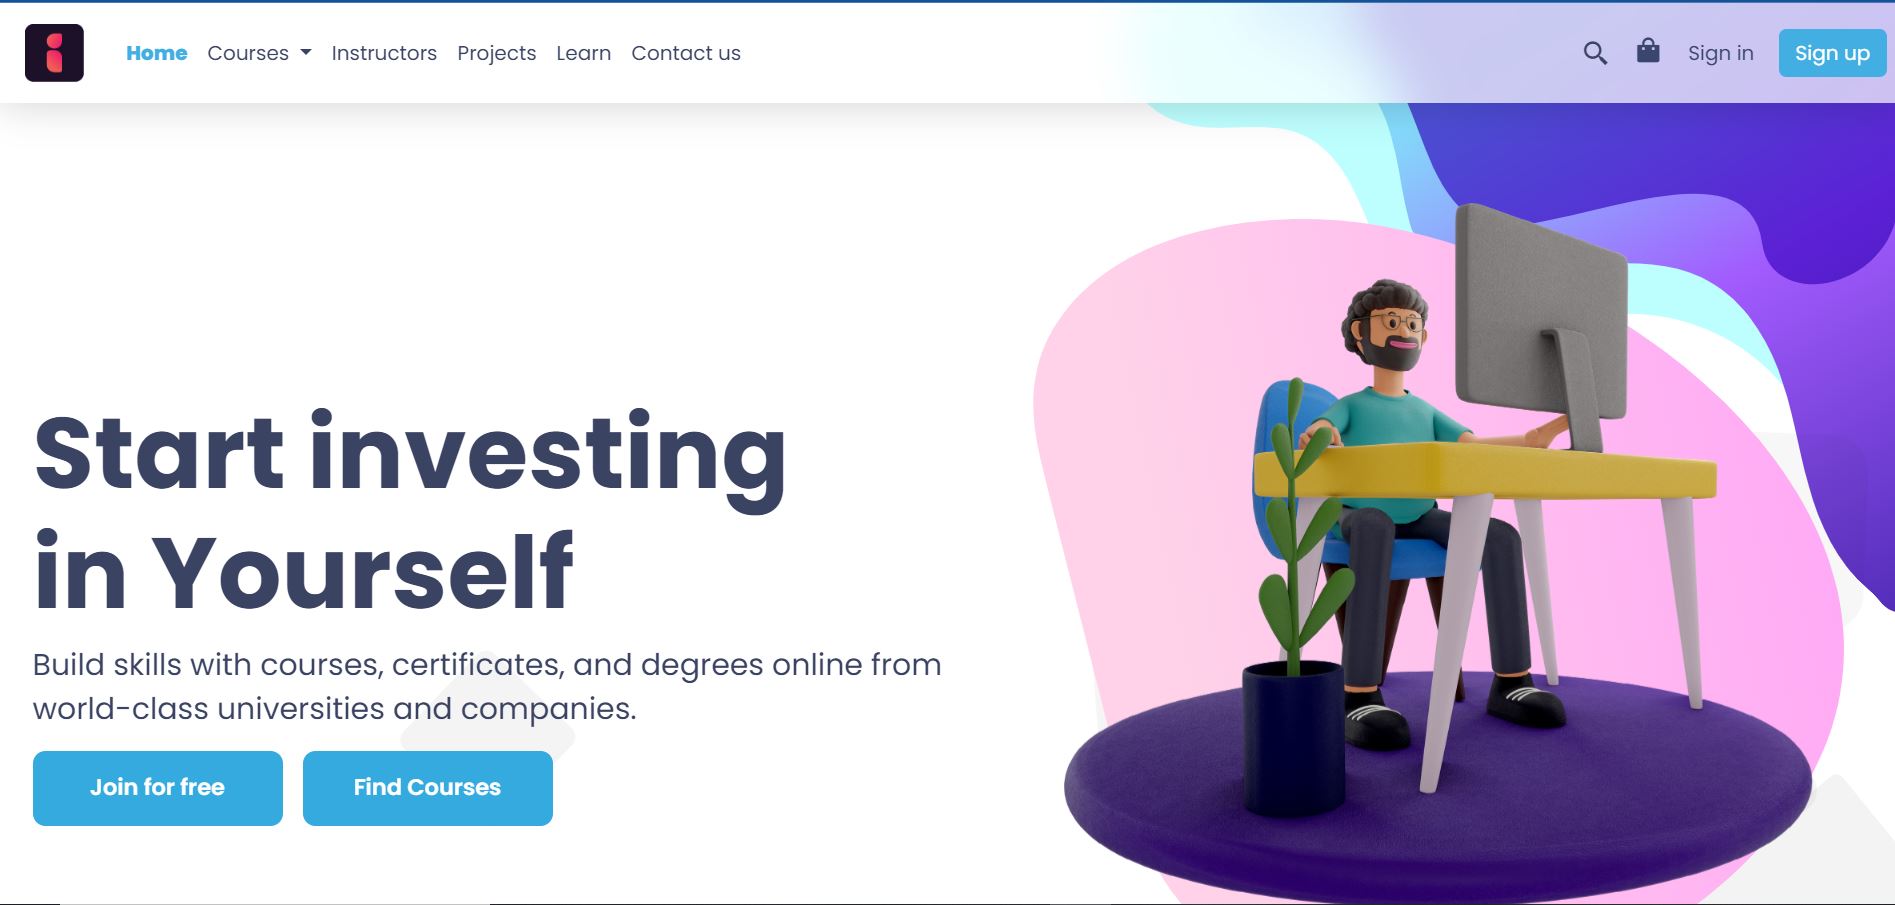 Home Courses Instructors Projects Learn Contact us Sign in Sign up
Start investing
in Yourself
Build skills with courses, certificates, and degrees online from
world-class universities and companies.
Join for free Find Courses